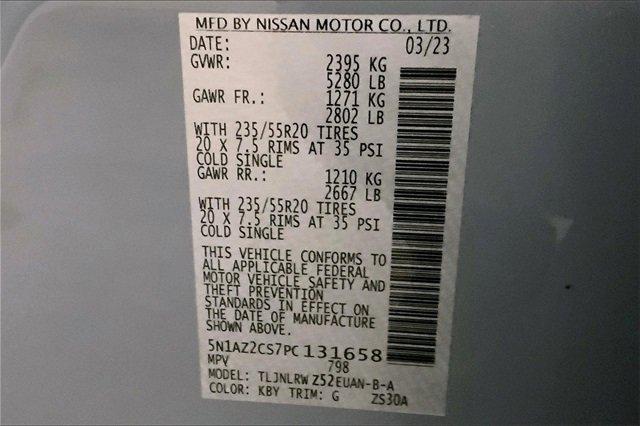 MFD BY NISSAN MOTOR CO., LTD.
DATE: 03/23
GVWR: 2395 KG
5280 LB
GAWR FR.: 1271 KG
2802 LB
WITH 235/55R20 TIRES
20 X 7.5 RIMS AT 35 PSI
COLD SINGLE
GAWR RR.: 1210 KG
2667 LB
WITH 235/55R20 TIRES
20 X 7.5 RIMS AT 35 PSI
COLD SINGLE
THIS VEHICLE CONFORMS TO
ALL APPLICABLE FEDERAL
MOTOR VEHICLE SAFETY AND
THEFT PREVENTION
STANDARDS IN EFFECT ON
THE DATE OF MANUFACTURE
SHOWN ABOVE.
5N1AZ2CS7PC131658
MPV 798
MODEL: TLJNLRW Z52EUAN-B-A
COLOR: KBY TRIM: G ZS30A